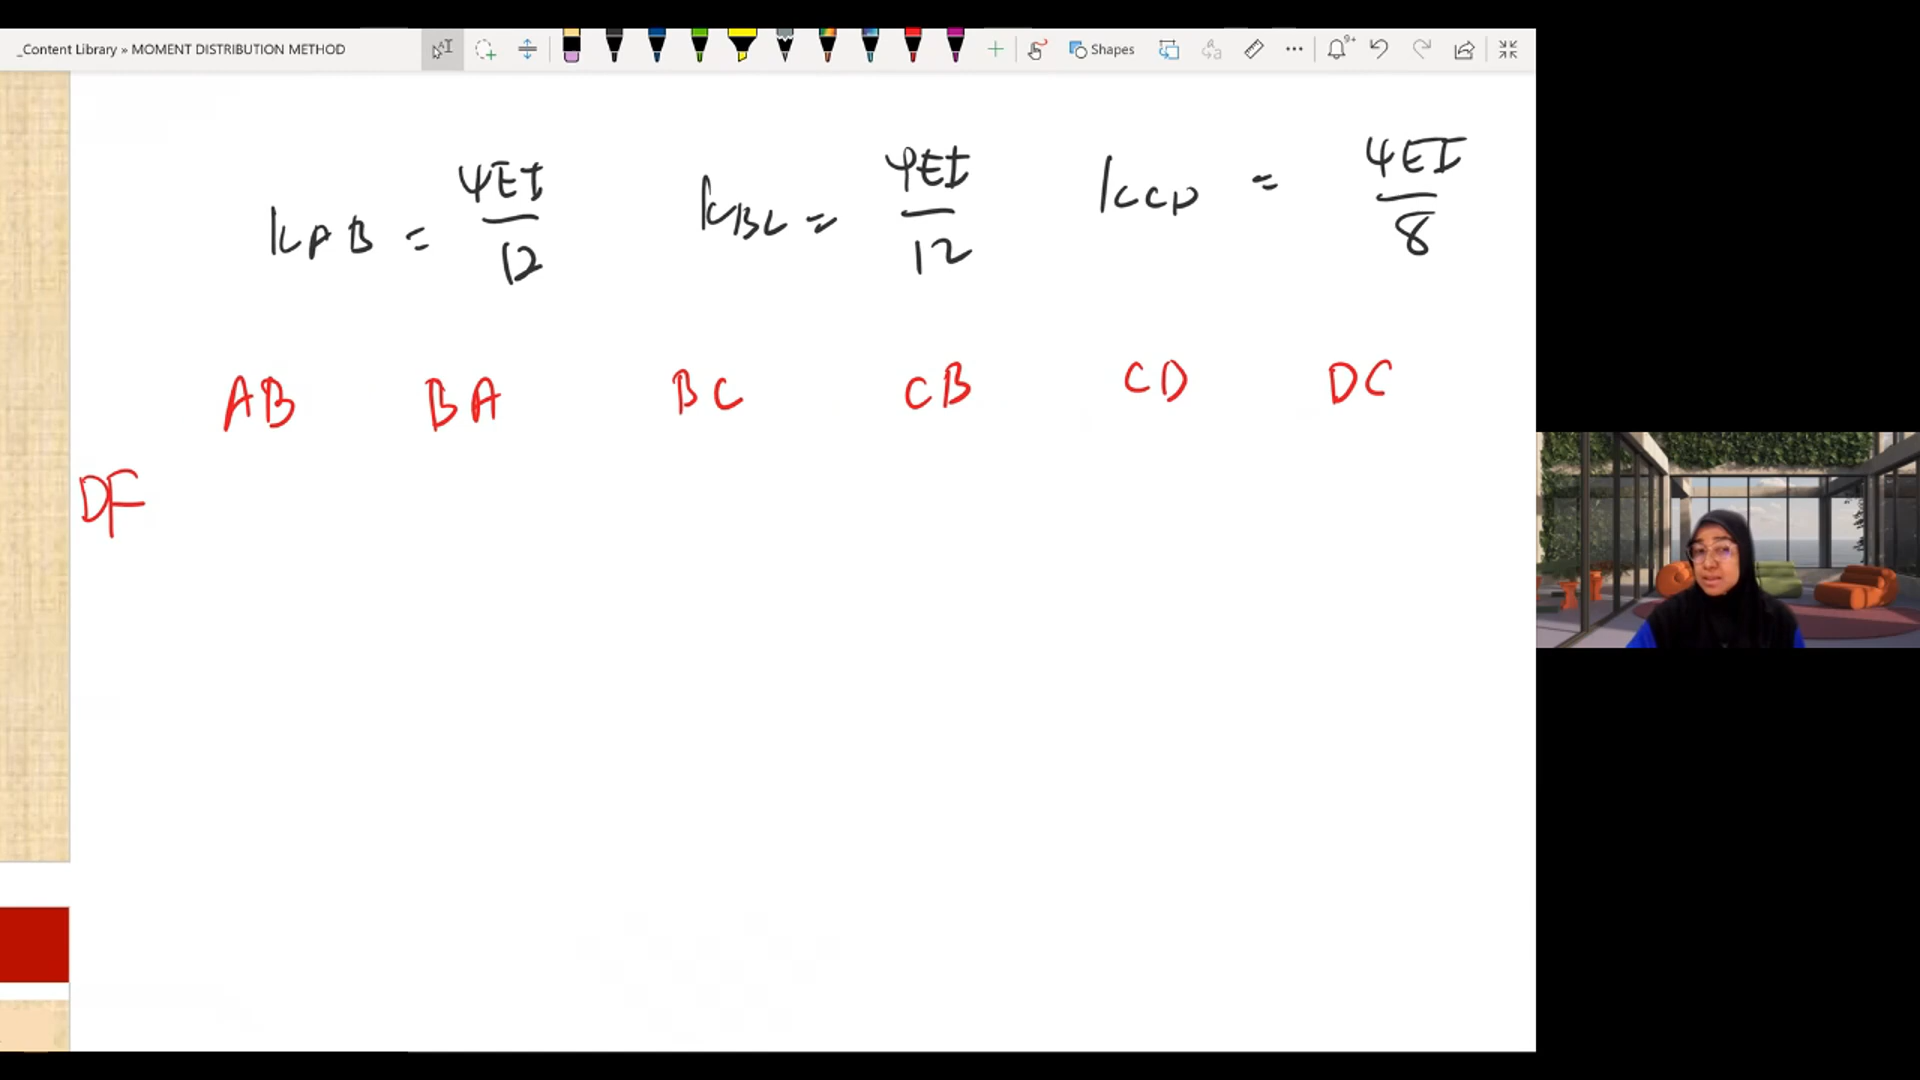 _Content Library » MOMENT DISTRIBUTION METHOD
Shapes
9+
KAB = 4EI/12
KBC = 4EI/12
KCD = 4EI/8
AB BA BC CB CD DC
DF